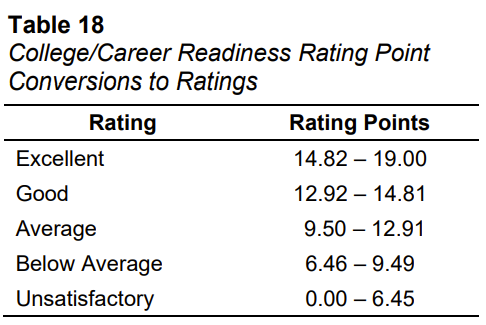 Table 18
College/Career Readiness Rating Point
Conversions to Ratings
Rating Rating Points
Excellent 14.82 – 19.00
Good 12.92 – 14.81
Average 9.50 – 12.91
Below Average 6.46 – 9.49
Unsatisfactory 0.00 – 6.45